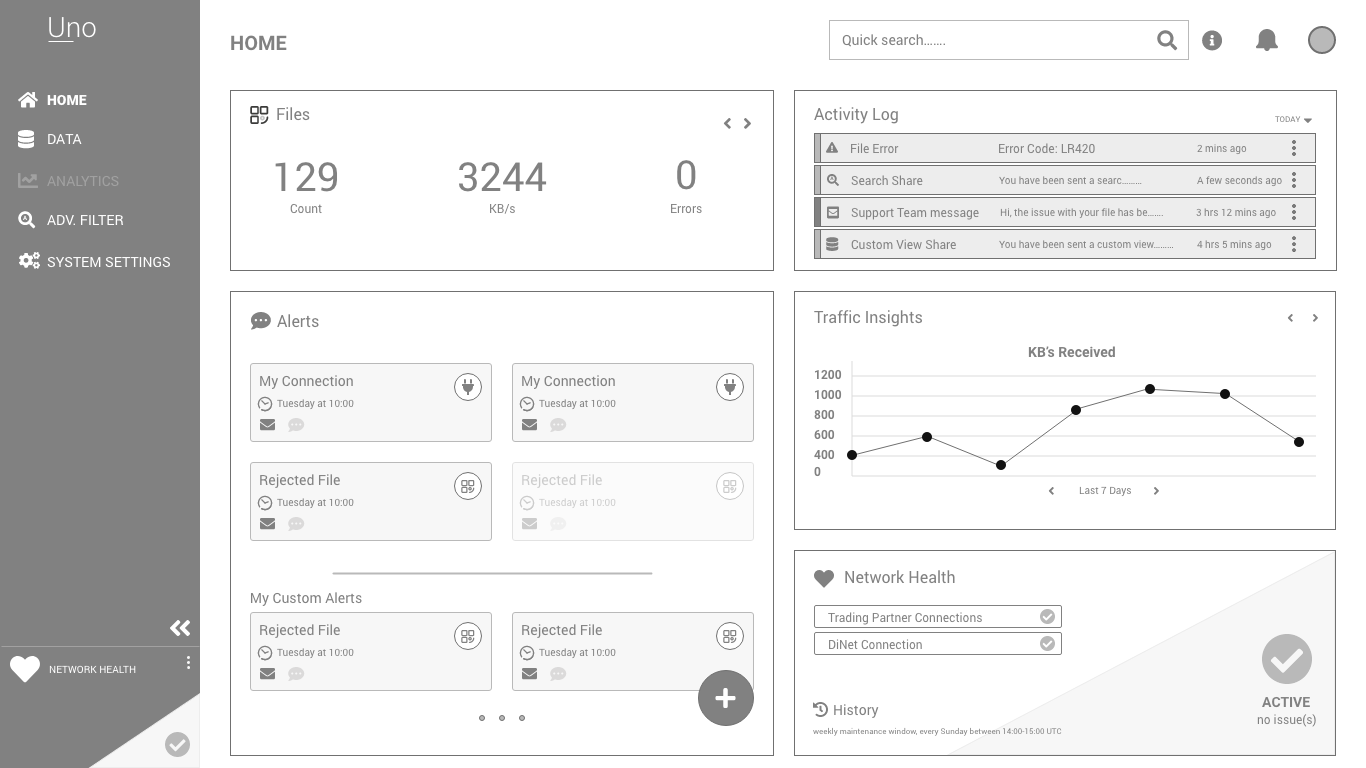 Uno
HOME
DATA
ANALYTICS
ADV. FILTER
SYSTEM SETTINGS
NETWORK HEALTH
HOME
Quick search.......
Files
129
Count
3244
KB/s
0
Errors
Activity Log
TODAY
File Error Error Code: LR420 2 mins ago
Search Share You have been sent a searc......... A few seconds ago
Support Team message Hi, the issue with your file has be....... 3 hrs 12 mins ago
Custom View Share You have been sent a custom view......... 4 hrs 5 mins ago
Alerts
My Connection
Tuesday at 10:00
My Connection
Tuesday at 10:00
Rejected File
Tuesday at 10:00
Rejected File
Tuesday at 10:00
My Custom Alerts
Rejected File
Tuesday at 10:00
Rejected File
Tuesday at 10:00
Traffic Insights
KB's Received
1200
1000
800
600
400
0
Last 7 Days
Network Health
Trading Partner Connections
DiNet Connection
ACTIVE
no issue(s)
History
weekly maintenance window, every Sunday between 14:00-15:00 UTC